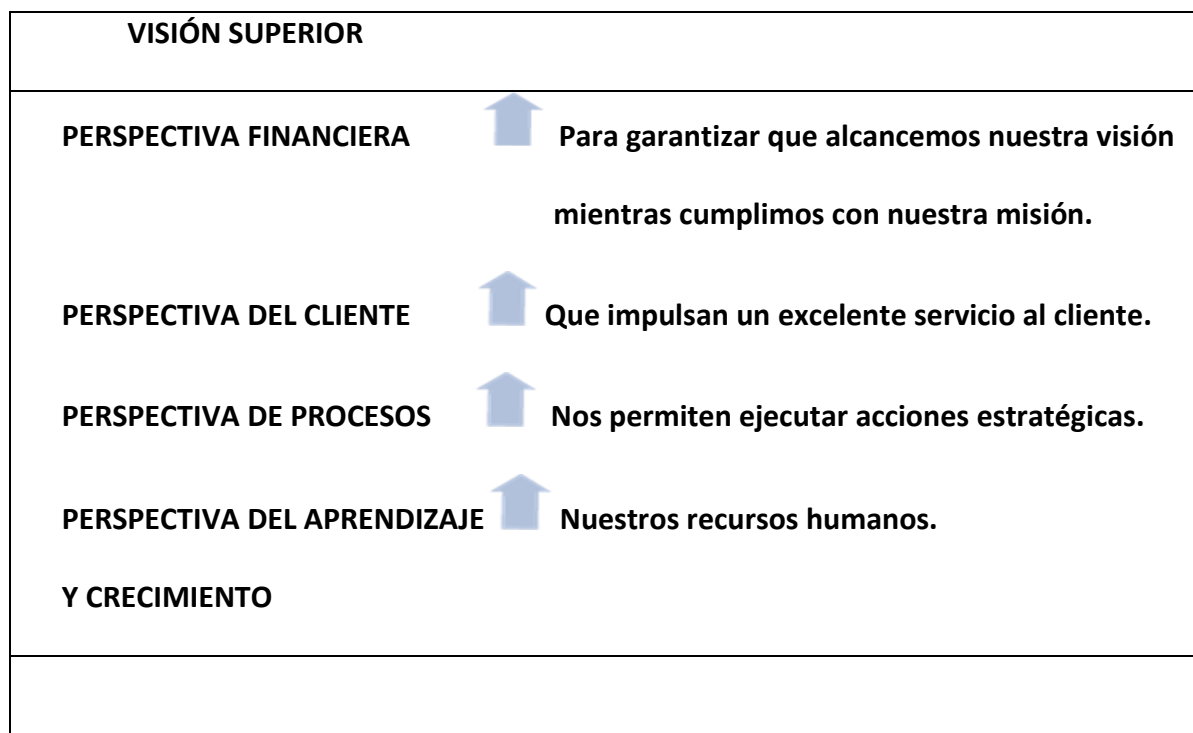 VISIÓN SUPERIOR
PERSPECTIVA FINANCIERA Para garantizar que alcancemos nuestra visión
mientras cumplimos con nuestra misión.
PERSPECTIVA DEL CLIENTE Que impulsan un excelente servicio al cliente.
PERSPECTIVA DE PROCESOS Nos permiten ejecutar acciones estratégicas.
PERSPECTIVA DEL APRENDIZAJE Nuestros recursos humanos.
Y CRECIMIENTO